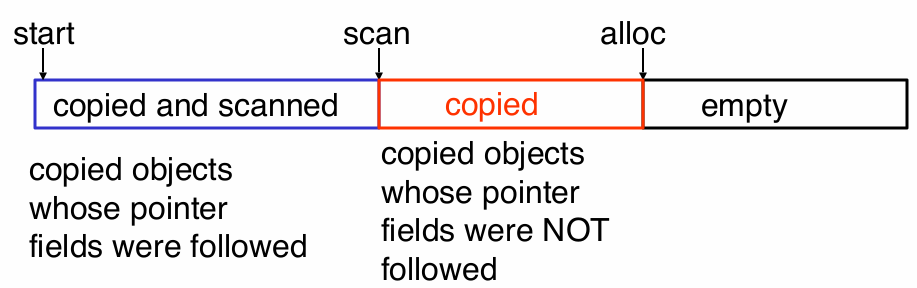 start scan alloc
copied and scanned copied empty
copied objects
whose pointer
fields were followed
copied objects
whose pointer
fields were NOT
followed